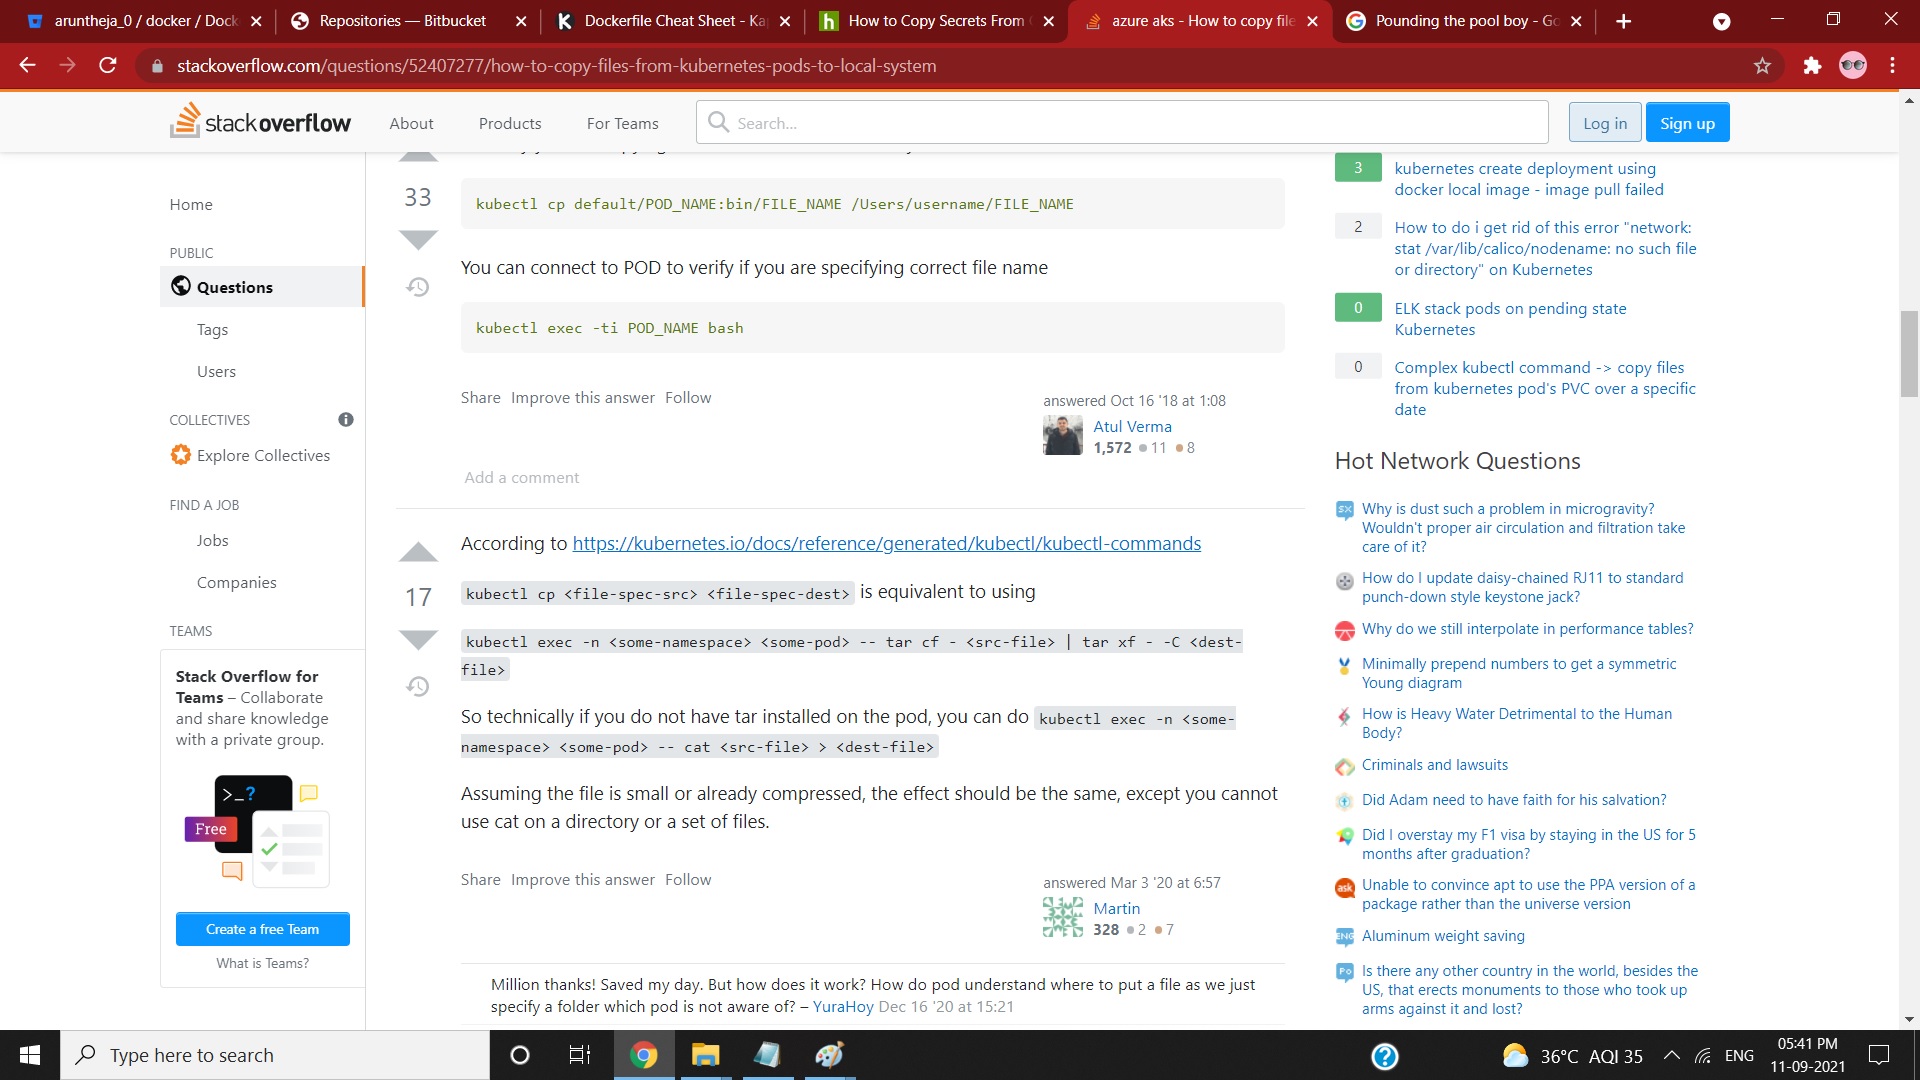 aruntheja_0 / docker / Dock
Repositories — Bitbucket
Dockerfile Cheat Sheet - Ka
How to Copy Secrets From
azure aks - How to copy file
Pounding the pool boy - Go
stackoverflow.com/questions/52407277/how-to-copy-files-from-kubernetes-pods-to-local-system
stackoverflow
About
Products
For Teams
Search...
Log in
Sign up
Home
PUBLIC
Questions
Tags
Users
COLLECTIVES
Explore Collectives
FIND A JOB
Jobs
Companies
TEAMS
Stack Overflow for
Teams – Collaborate
and share knowledge
with a private group.
>_?
Free
Create a free Team
What is Teams?
33
kubectl cp default/POD_NAME:bin/FILE_NAME /Users/username/FILE_NAME
You can connect to POD to verify if you are specifying correct file name
kubectl exec -ti POD_NAME bash
Share Improve this answer Follow
answered Oct 16 '18 at 1:08
Atul Verma
1,572 ●11 ●8
Add a comment
According to https://kubernetes.io/docs/reference/generated/kubectl/kubectl-commands
17
kubectl cp <file-spec-src> <file-spec-dest> is equivalent to using
kubectl exec -n <some-namespace> <some-pod> -- tar cf - <src-file> | tar xf - -C <dest-
file>
So technically if you do not have tar installed on the pod, you can do kubectl exec -n <some-
namespace> <some-pod> -- cat <src-file> > <dest-file>
Assuming the file is small or already compressed, the effect should be the same, except you cannot
use cat on a directory or a set of files.
Share Improve this answer Follow
answered Mar 3 '20 at 6:57
Martin
328 ●2 ●7
Million thanks! Saved my day. But how does it work? How do pod understand where to put a file as we just
specify a folder which pod is not aware of? – YuraHoy Dec 16 '20 at 15:21
3
kubernetes create deployment using
docker local image - image pull failed
2
How to do i get rid of this error "network:
stat /var/lib/calico/nodename: no such file
or directory" on Kubernetes
0
ELK stack pods on pending state
Kubernetes
0
Complex kubectl command -> copy files
from kubernetes pod's PVC over a specific
date
Hot Network Questions
Why is dust such a problem in microgravity?
Wouldn't proper air circulation and filtration take
care of it?
How do I update daisy-chained RJ11 to standard
punch-down style keystone jack?
Why do we still interpolate in performance tables?
Minimally prepend numbers to get a symmetric
Young diagram
How is Heavy Water Detrimental to the Human
Body?
Criminals and lawsuits
Did Adam need to have faith for his salvation?
Did I overstay my F1 visa by staying in the US for 5
months after graduation?
Unable to convince apt to use the PPA version of a
package rather than the universe version
Aluminum weight saving
Is there any other country in the world, besides the
US, that erects monuments to those who took up
arms against it and lost?
Type here to search
36°C AQI 35
ENG
05:41 PM
11-09-2021